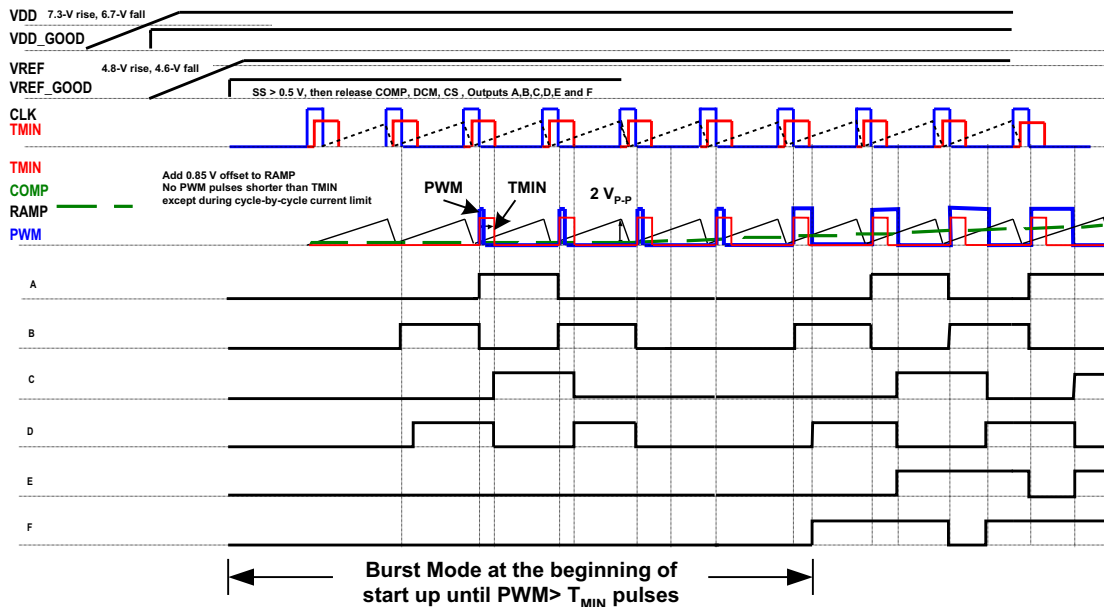 VDD 7.3-V rise, 6.7-V fall
VDD_GOOD
VREF 4.8-V rise, 4.6-V fall
VREF_GOOD
SS > 0.5 V, then release COMP, DCM, CS , Outputs A,B,C,D,E and F
CLK
TMIN
TMIN
COMP
RAMP
PWM
Add 0.85 V offset to RAMP
No PWM pulses shorter than TMIN
except during cycle-by-cycle current limit
PWM
TMIN
2 VP-P
A
B
C
D
E
F
Burst Mode at the beginning of
start up until PWM> TMIN pulses